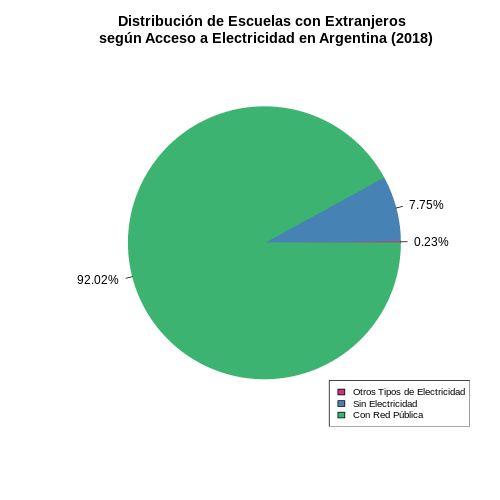 Distribución de Escuelas con Extranjeros
según Acceso a Electricidad en Argentina (2018)
7.75%
0.23%
92.02%
Otros Tipos de Electricidad
Sin Electricidad
Con Red Pública